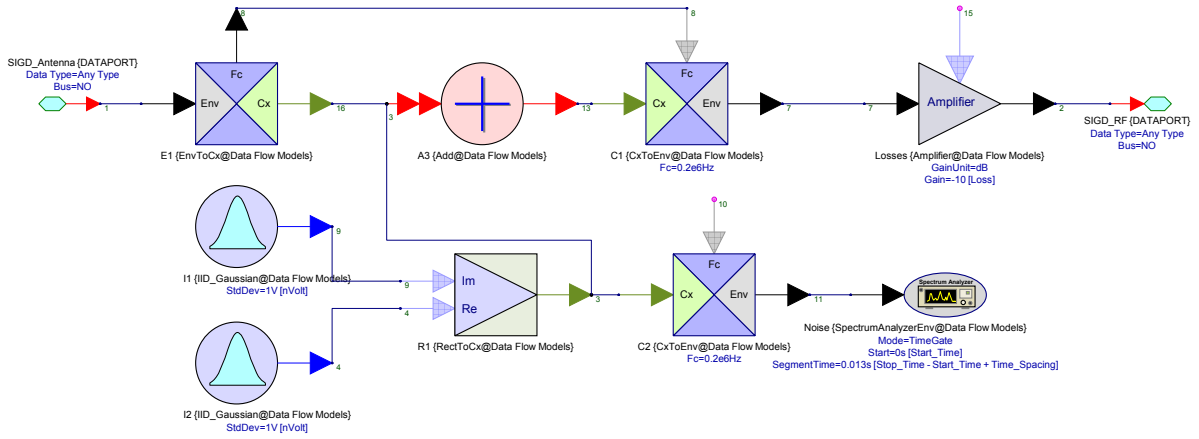 8
8
15
SIGD_Antenna {DATAPORT}
Data Type=Any Type
Bus=NO
1
Env
Fc
Cx
16
3
13
Cx
Fc
Env
7
7
Amplifier
2
SIGD_RF {DATAPORT}
Data Type=Any Type
Bus=NO
E1 {EnvToCx@Data Flow Models}
A3 {Add@Data Flow Models}
C1 {CxToEnv@Data Flow Models}
Fc=0.2e6Hz
Losses {Amplifier@Data Flow Models}
GainUnit=dB
Gain=-10 [Loss]
9
10
I1 {IID_Gaussian@Data Flow Models}
StdDev=1V [nVolt]
9
Im
4
Re
3
Cx
Fc
Env
11
Spectrum Analyzer
R1 {RectToCx@Data Flow Models}
C2 {CxToEnv@Data Flow Models}
Fc=0.2e6Hz
Noise {SpectrumAnalyzerEnv@Data Flow Models}
Mode=TimeGate
Start=0s [Start_Time]
SegmentTime=0.013s [Stop_Time - Start_Time + Time_Spacing]
4
I2 {IID_Gaussian@Data Flow Models}
StdDev=1V [nVolt]